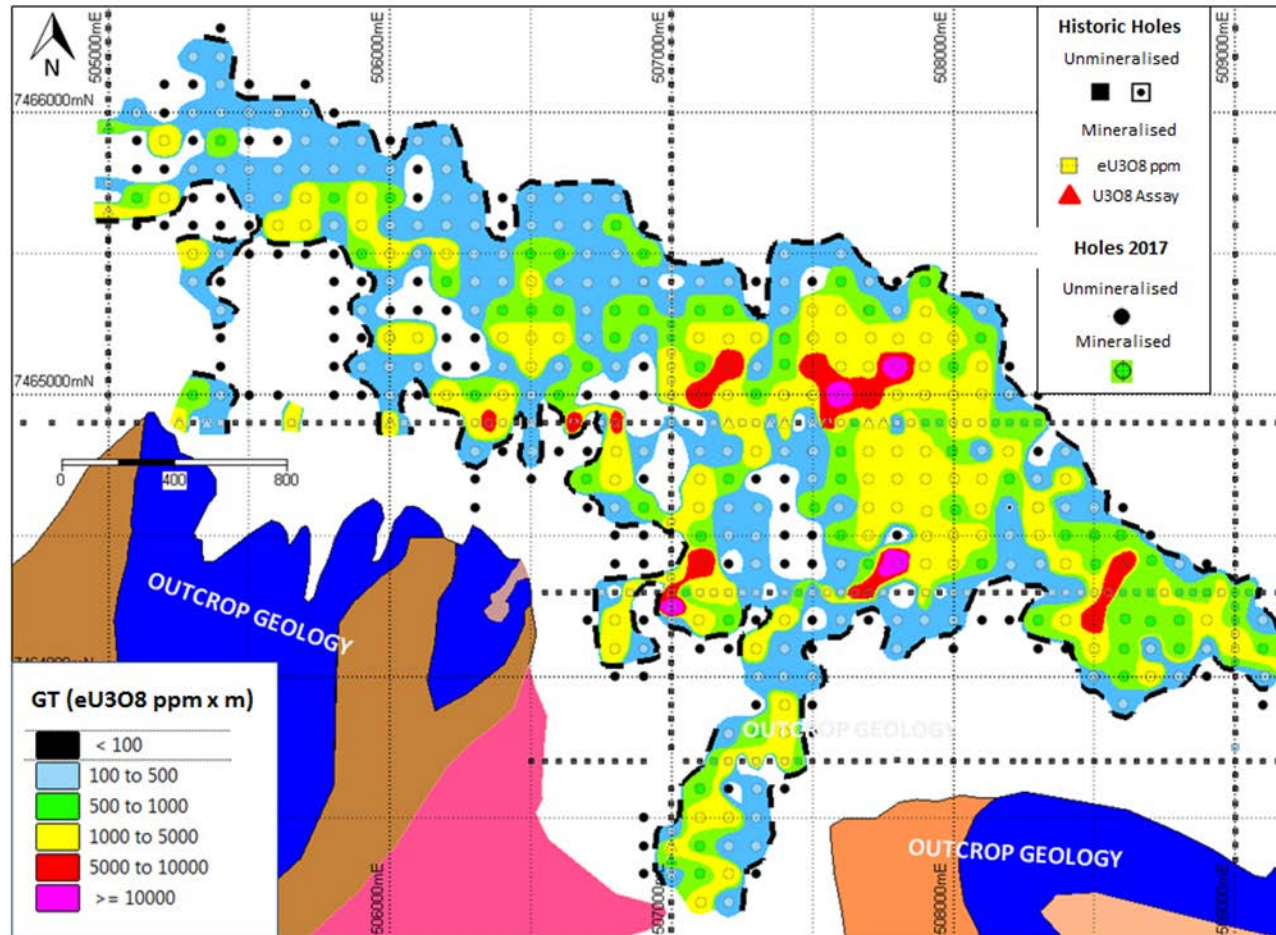 N
505000mE
506000mE
507000mE
508000mE
509000mE
7466000mN
7465000mN
Historic Holes
Unmineralised
Mineralised
eU3O8 ppm
U3O8 Assay
Holes 2017
Unmineralised
Mineralised
0
400
800
OUTCROP GEOLOGY
7464000mN
GT (eU3O8 ppm x m)
< 100
100 to 500
500 to 1000
1000 to 5000
5000 to 10000
>= 10000
OUTCROP GEOLOGY
OUTCROP GEOLOGY
506000mE
507000mE
508000mE
509000mE